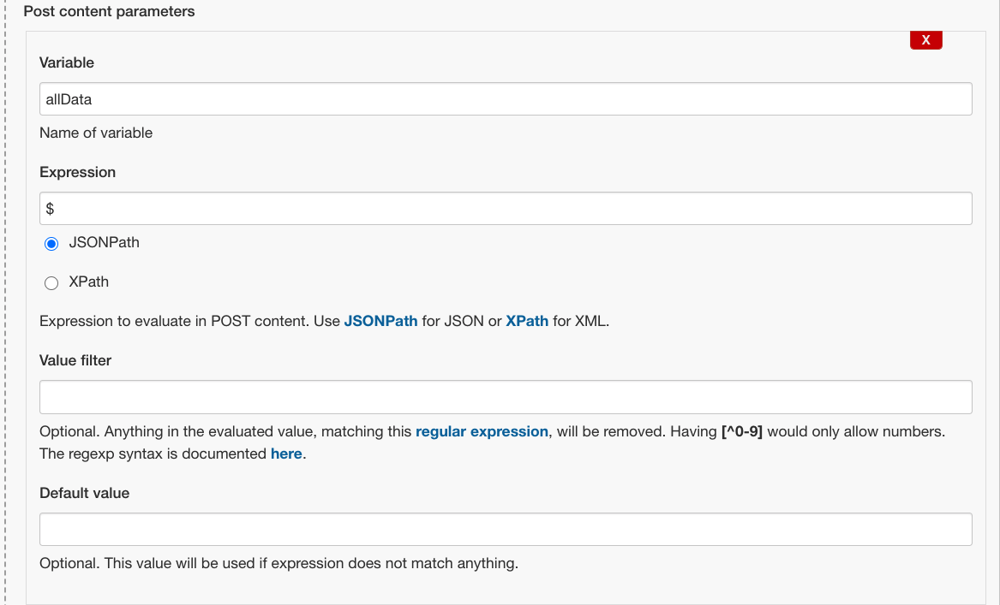 Post content parameters
X
Variable
allData
Name of variable
Expression
$
JSONPath
XPath
Expression to evaluate in POST content. Use JSONPath for JSON or XPath for XML.
Value filter
Optional. Anything in the evaluated value, matching this regular expression, will be removed. Having [^0-9] would only allow numbers.
The regexp syntax is documented here.
Default value
Optional. This value will be used if expression does not match anything.